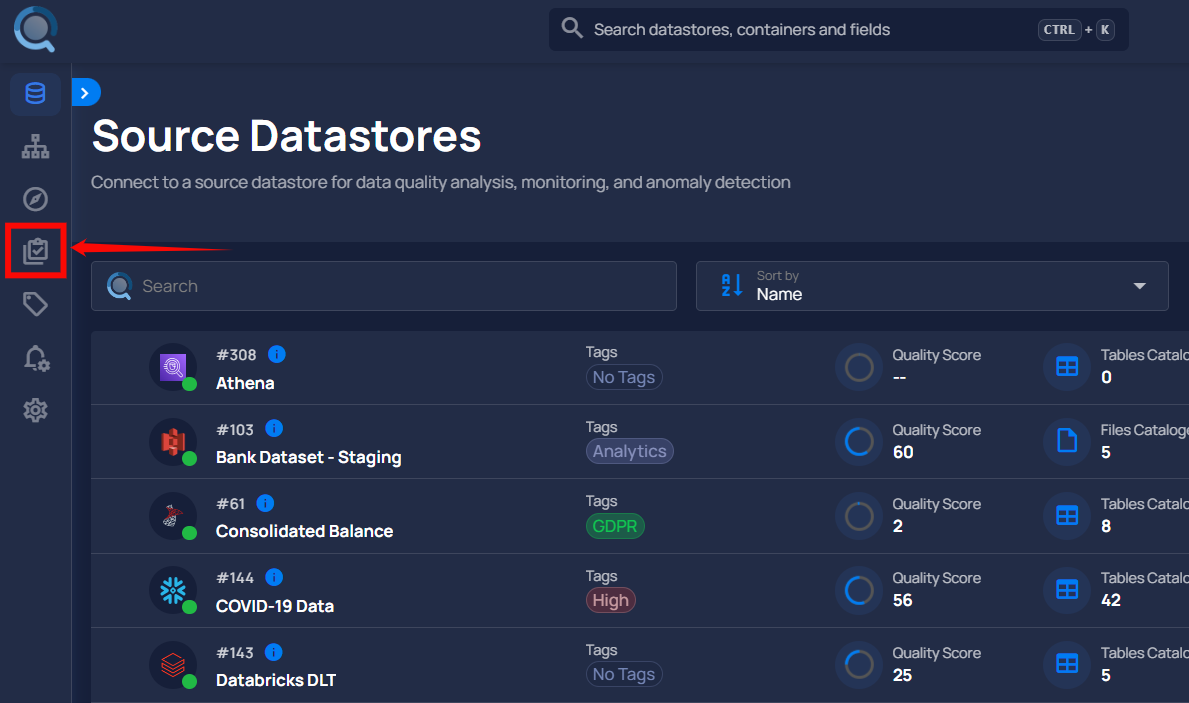 Search datastores, containers and fields CTRL + K
Source Datastores
Connect to a source datastore for data quality analysis, monitoring, and anomaly detection
Search
Sort by
Name
#308
Athena
Tags
No Tags
Quality Score
--
Tables Catalo
0
#103
Bank Dataset - Staging
Tags
Analytics
Quality Score
60
Files Cataloge
5
#61
Consolidated Balance
Tags
GDPR
Quality Score
2
Tables Catalo
8
#144
COVID-19 Data
Tags
High
Quality Score
56
Tables Catalo
42
#143
Databricks DLT
Tags
No Tags
Quality Score
25
Tables Catalo
5